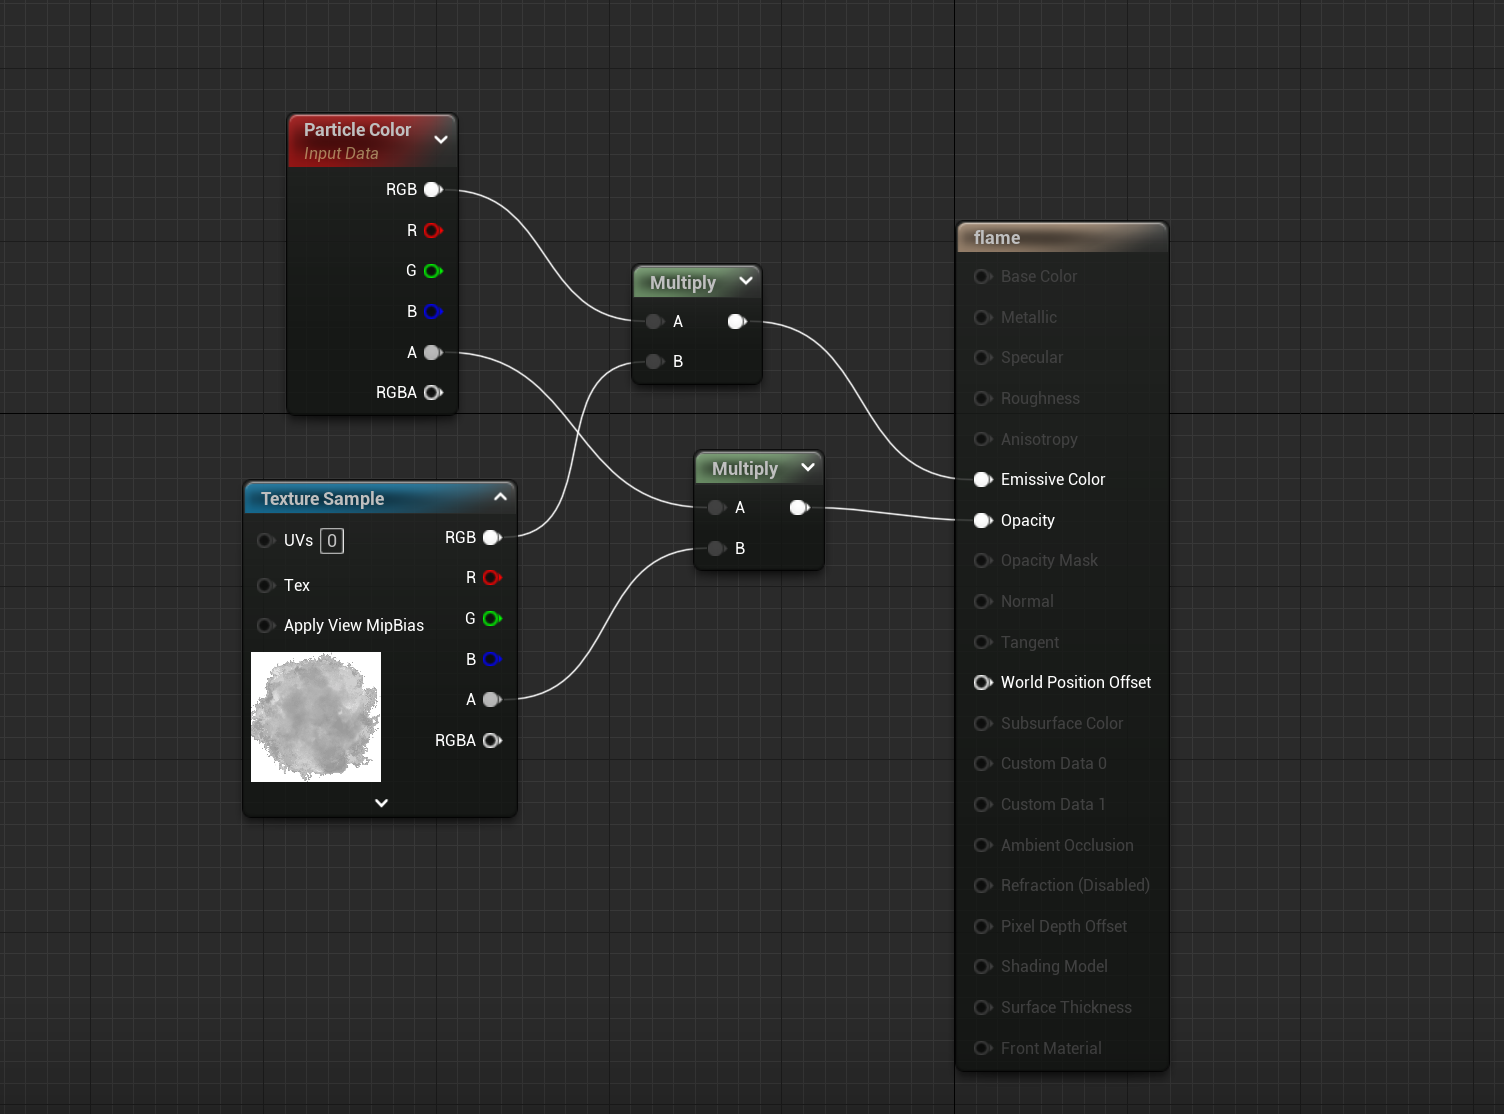 Particle Color
Input Data
RGB
R
G
B
A
RGBA
Texture Sample
UVs 0
Tex
Apply View MipBias
RGB
R
G
B
A
RGBA
Multiply
A
B
Multiply
A
B
flame
Base Color
Metallic
Specular
Roughness
Anisotropy
Emissive Color
Opacity
Opacity Mask
Normal
Tangent
World Position Offset
Subsurface Color
Custom Data 0
Custom Data 1
Ambient Occlusion
Refraction (Disabled)
Pixel Depth Offset
Shading Model
Surface Thickness
Front Material